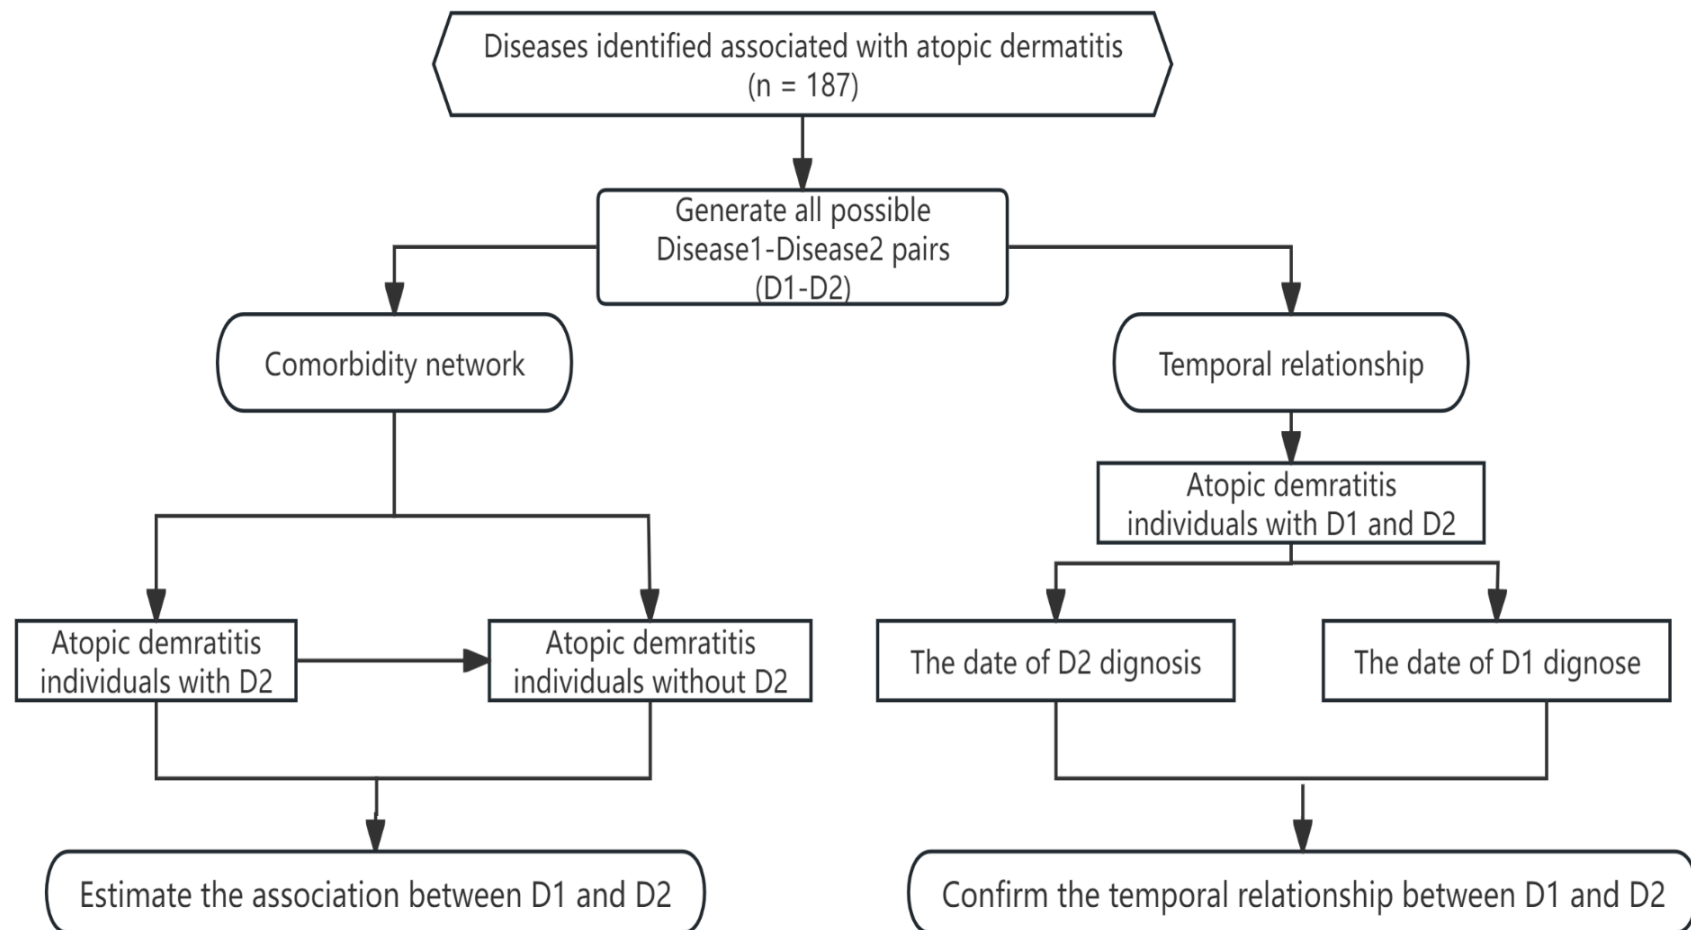 Diseases identified associated with atopic dermatitis
(n = 187)
Generate all possible
Disease1-Disease2 pairs
(D1-D2)
Comorbidity network
Temporal relationship
Atopic demratitis
individuals with D1 and D2
Atopic demratitis
individuals with D2
Atopic demratitis
individuals without D2
The date of D2 dignosis
The date of D1 dignose
Estimate the association between D1 and D2
Confirm the temporal relationship between D1 and D2